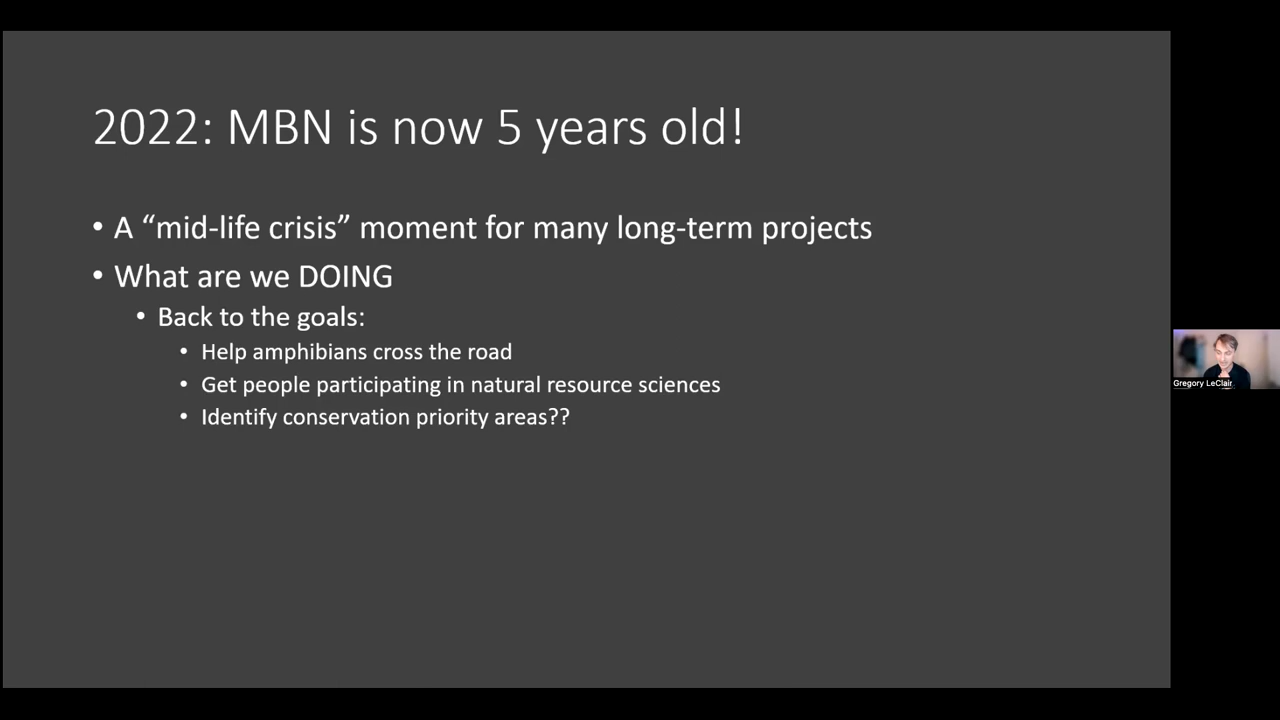 2022: MBN is now 5 years old!
• A “mid-life crisis” moment for many long-term projects
• What are we DOING
• Back to the goals:
• Help amphibians cross the road
• Get people participating in natural resource sciences
• Identify conservation priority areas??
Gregory LeClair